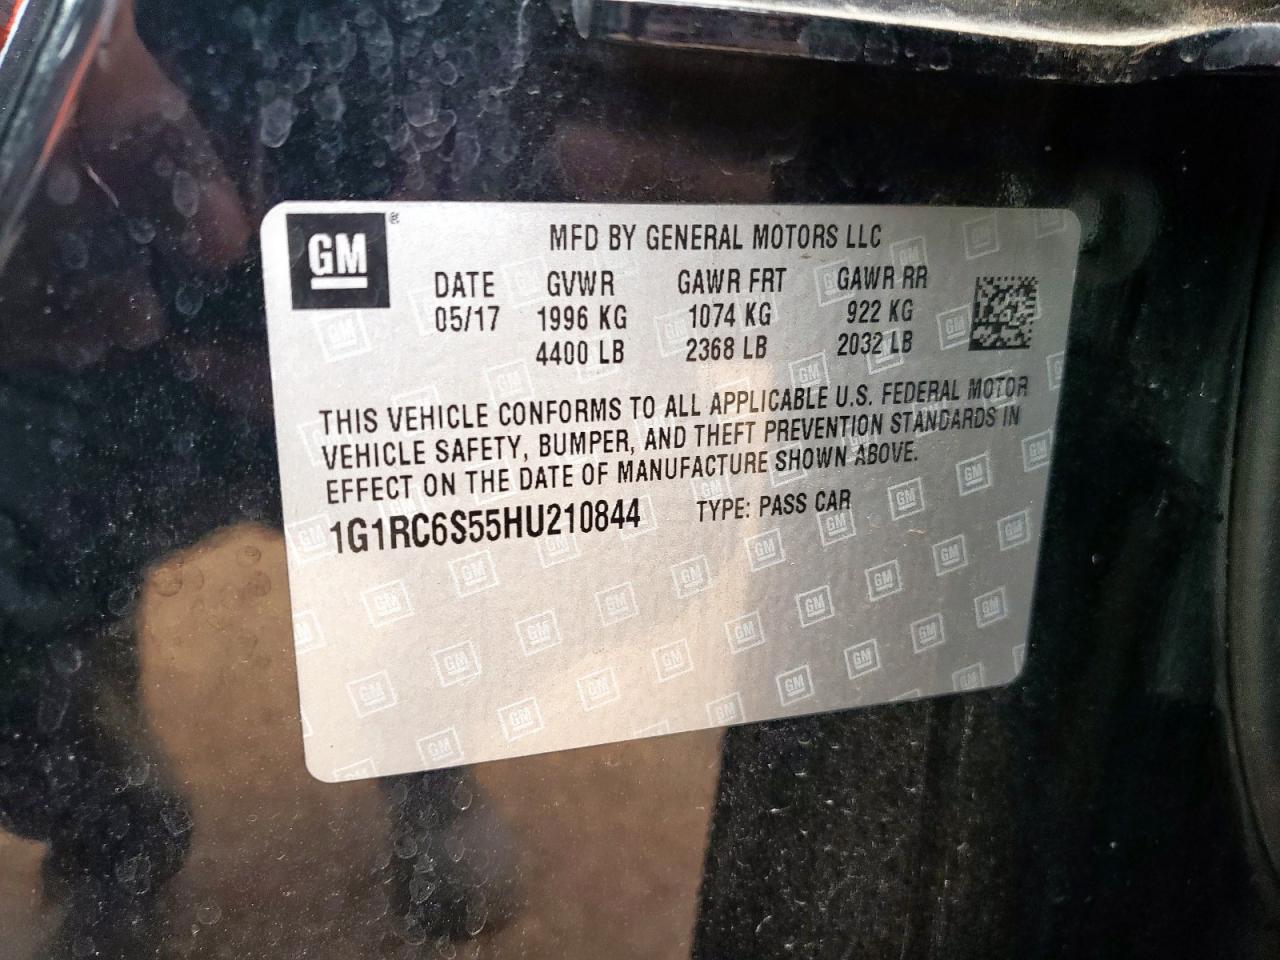 GM®
MFD BY GENERAL MOTORS LLC
DATE GVWR GAWR FRT GAWR RR
05/17 1996 KG 1074 KG 922 KG
4400 LB 2368 LB 2032 LB
THIS VEHICLE CONFORMS TO ALL APPLICABLE U.S. FEDERAL MOTOR
VEHICLE SAFETY, BUMPER, AND THEFT PREVENTION STANDARDS IN
EFFECT ON THE DATE OF MANUFACTURE SHOWN ABOVE.
1G1RC6S55HU210844 TYPE: PASS CAR